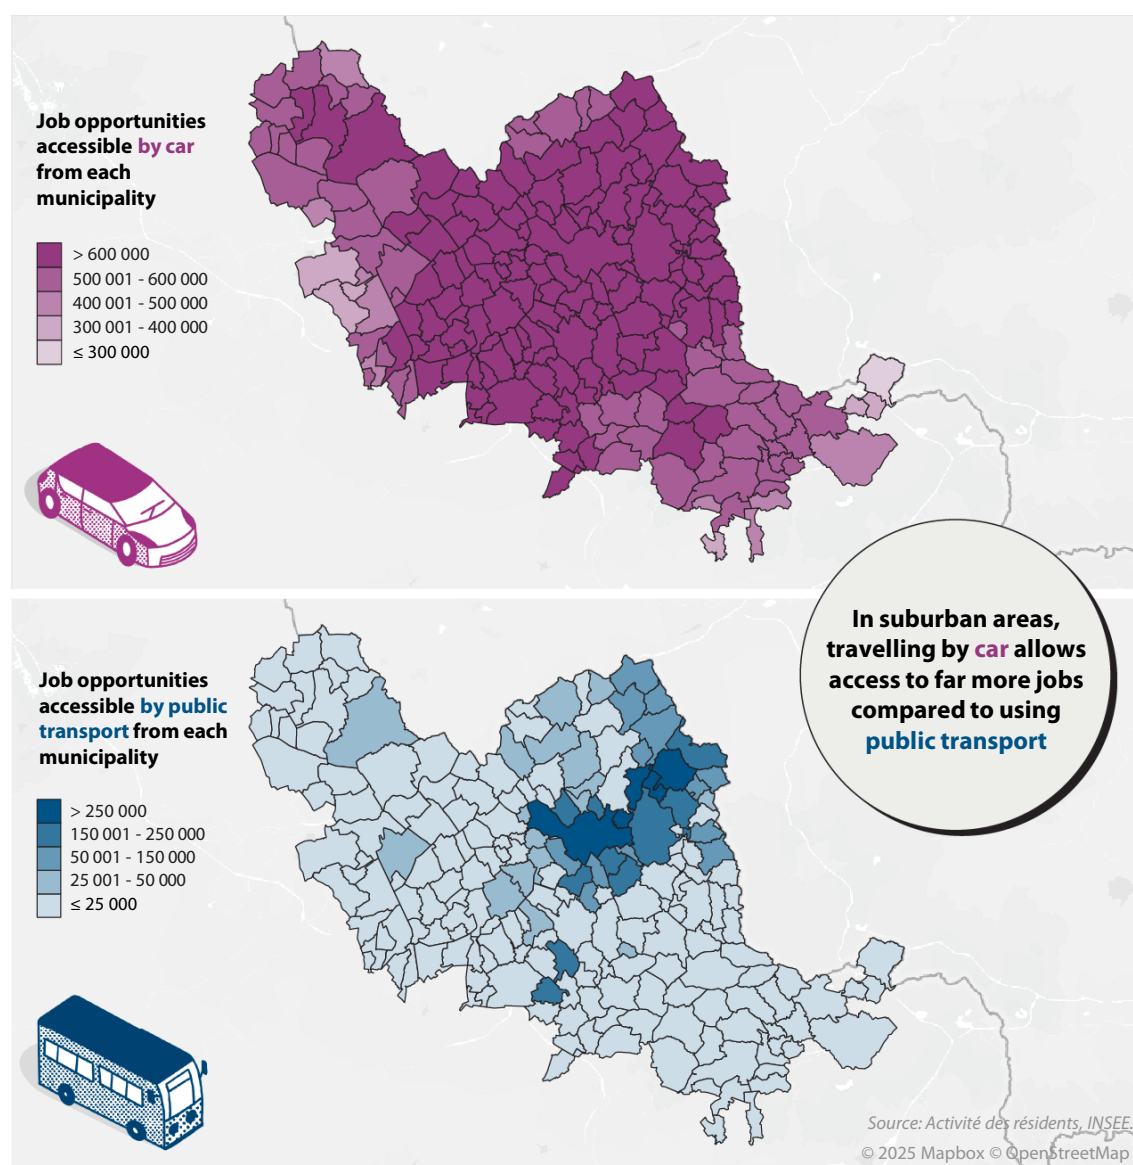 Job opportunities
accessible by car
from each
municipality
> 600 000
500 001 - 600 000
400 001 - 500 000
300 001 - 400 000
≤ 300 000
In suburban areas,
travelling by car allows
access to far more jobs
compared to using
public transport
Job opportunities
accessible by public
transport from each
municipality
> 250 000
150 001 - 250 000
50 001 - 150 000
25 001 - 50 000
≤ 25 000
Source: Activité des résidents, INSEE.
© 2025 Mapbox © OpenStreetMap